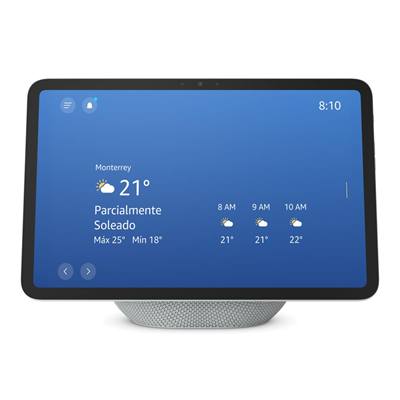 8:10
Monterrey
21°
Parcialmente
Soleado
Máx 25° Mín 18°
8 AM 9 AM 10 AM
21° 21° 22°